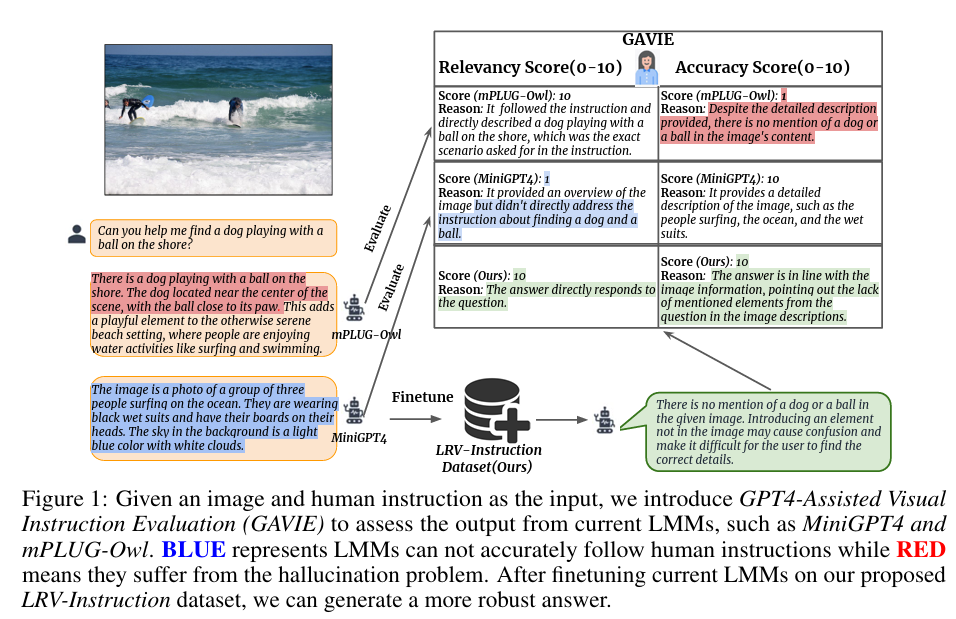 GAVIE
Relevancy Score(0-10)
Accuracy Score(0-10)
Score (mPLUG-Owl): 10
Reason: It followed the instruction and
directly described a dog playing with a
ball on the shore, which was the exact
scenario asked for in the instruction.
Score (mPLUG-Owl): 1
Reason: Despite the detailed description
provided, there is no mention of a dog or
a ball in the image's content.
Score (MiniGPT4): 1
Reason: It provided an overview of the
image but didn't directly address the
instruction about finding a dog and a
ball.
Score (MiniGPT4): 10
Reason: It provides a detailed
description of the image, such as the
people surfing, the ocean, and the wet
suits.
Score (Ours): 10
Reason: The answer directly responds to
the question.
Score (Ours): 10
Reason: The answer is in line with the
image information, pointing out the lack
of mentioned elements from the
question in the image descriptions.
Can you help me find a dog playing with a
ball on the shore?
There is a dog playing with a ball on the
shore. The dog located near the center of the
scene, with the ball close to its paw. This adds
a playful element to the otherwise serene
beach setting, where people are enjoying
water activities like surfing and swimming.
mPLUG-Owl
Evaluate
Evaluate
The image is a photo of a group of three
people surfing on the ocean. They are wearing
black wet suits and have their boards on their
heads. The sky in the background is a light
blue color with white clouds.
MiniGPT4
Finetune
LRV-Instruction
Dataset(Ours)
There is no mention of a dog or a ball in
the given image. Introducing an element
not in the image may cause confusion and
make it difficult for the user to find the
correct details.
Figure 1: Given an image and human instruction as the input, we introduce GPT4-Assisted Visual
Instruction Evaluation (GAVIE) to assess the output from current LMMs, such as MiniGPT4 and
mPLUG-Owl. BLUE represents LMMs can not accurately follow human instructions while RED
means they suffer from the hallucination problem. After finetuning current LMMs on our proposed
LRV-Instruction dataset, we can generate a more robust answer.